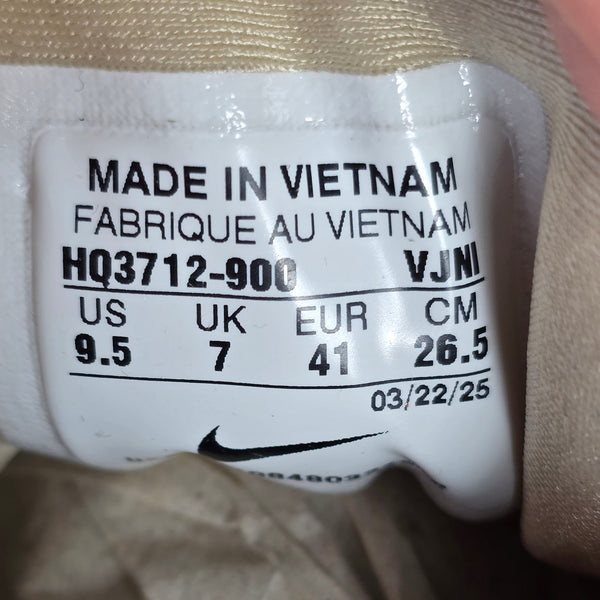 MADE IN VIETNAM
FABRIQUE AU VIETNAM
HQ3712-900 VJNI
US UK EUR CM
9.5 7 41 26.5
03/22/25